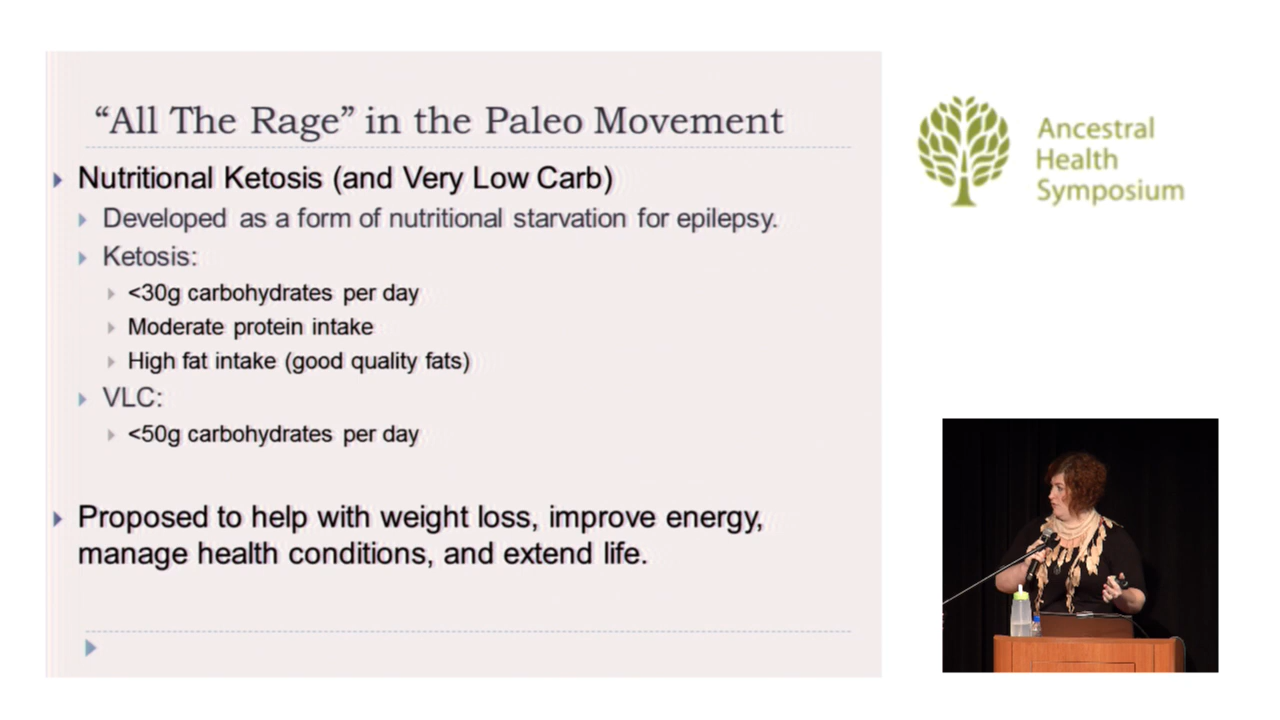 “All The Rage” in the Paleo Movement
Nutritional Ketosis (and Very Low Carb)
Developed as a form of nutritional starvation for epilepsy.
Ketosis:
<30g carbohydrates per day
Moderate protein intake
High fat intake (good quality fats)
VLC:
<50g carbohydrates per day
Proposed to help with weight loss, improve energy,
manage health conditions, and extend life.
Ancestral
Health
Symposium